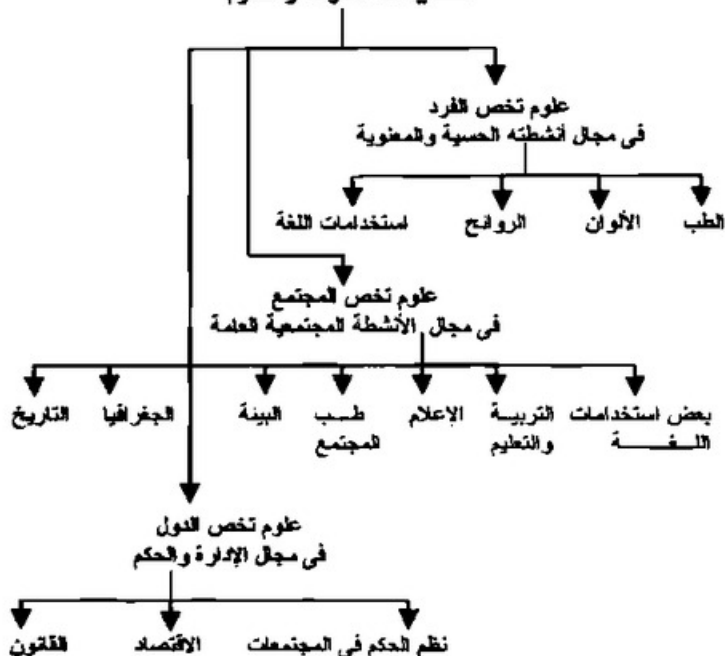 علوم تخص الفرد
فى مجال أنشطته الحسية والمعنوية
الطب
الألوان
الروائح
استخدامات اللغة
علوم تخص المجتمع
فى مجال الأنشطة المجتمعية العامة
بعض استخدامات
اللغة
التربية
والتعليم
الإعلام
طب
المجتمع
البيئة
الجغرافيا
التاريخ
علوم تخص الدول
فى مجال الإدارة والحكم
نظم الحكم فى المجتمعات
الاقتصاد
القانون